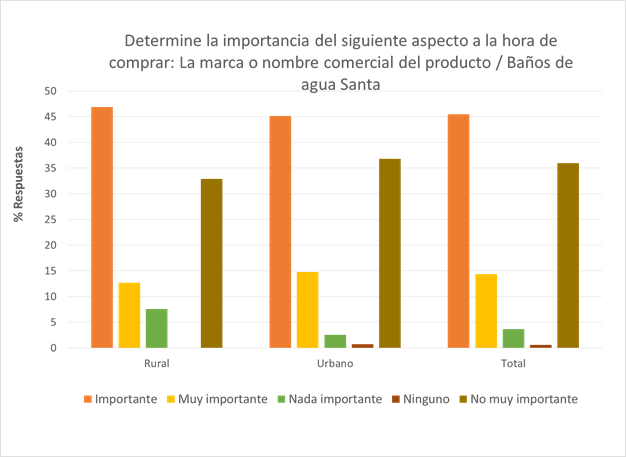 Determine la importancia del siguiente aspecto a la hora de
comprar: La marca o nombre comercial del producto / Baños de
agua Santa
% Respuestas
50
45
40
35
30
25
20
15
10
5
0
Rural Urbano Total
Importante Muy importante Nada importante Ninguno No muy importante